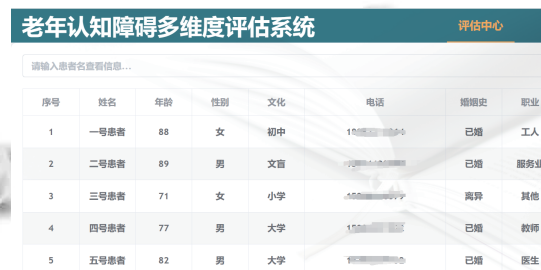 老年认知障碍多维度评估系统 评估中心
请输入患者名查看信息...
序号 姓名 年龄 性别 文化 电话 婚姻史 职业
1 一号患者 88 女 初中 已婚 工人
2 二号患者 89 男 文盲 已婚 服务业
3 三号患者 71 女 小学 离异 其他
4 四号患者 77 男 大学 已婚 教师
5 五号患者 82 男 大学 已婚 医生